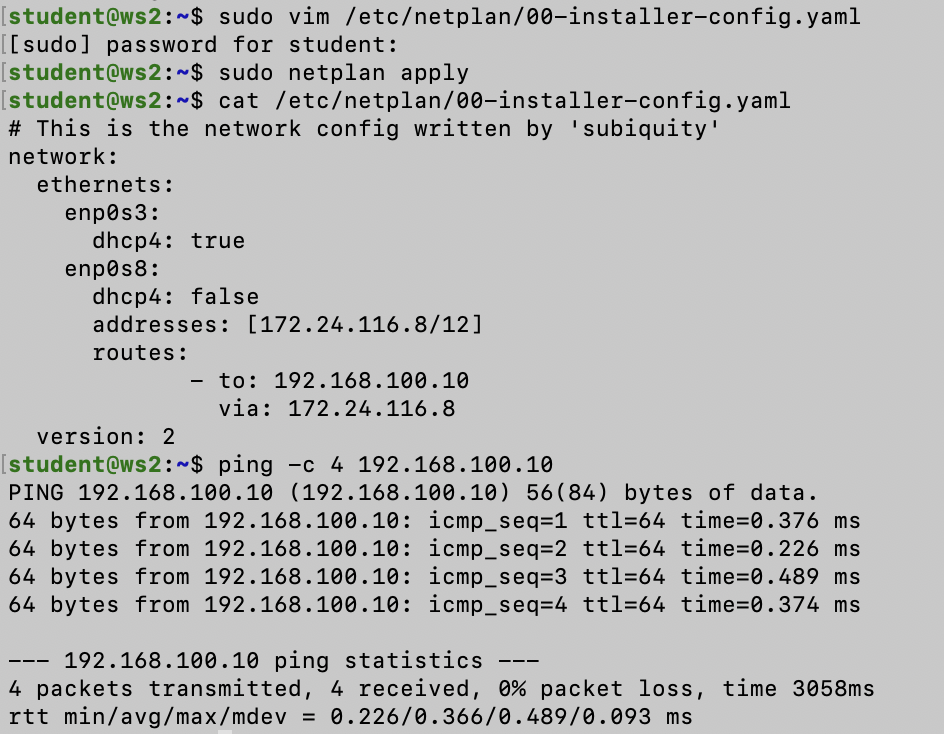 [student@ws2:~$ sudo vim /etc/netplan/00-installer-config.yaml
[[sudo] password for student:
[student@ws2:~$ sudo netplan apply
[student@ws2:~$ cat /etc/netplan/00-installer-config.yaml
# This is the network config written by 'subiquity'
network:
  ethernets:
    enp0s3:
      dhcp4: true
    enp0s8:
      dhcp4: false
      addresses: [172.24.116.8/12]
      routes:
             - to: 192.168.100.10
               via: 172.24.116.8
  version: 2
[student@ws2:~$ ping -c 4 192.168.100.10
PING 192.168.100.10 (192.168.100.10) 56(84) bytes of data.
64 bytes from 192.168.100.10: icmp_seq=1 ttl=64 time=0.376 ms
64 bytes from 192.168.100.10: icmp_seq=2 ttl=64 time=0.226 ms
64 bytes from 192.168.100.10: icmp_seq=3 ttl=64 time=0.489 ms
64 bytes from 192.168.100.10: icmp_seq=4 ttl=64 time=0.374 ms

--- 192.168.100.10 ping statistics ---
4 packets transmitted, 4 received, 0% packet loss, time 3058ms
rtt min/avg/max/mdev = 0.226/0.366/0.489/0.093 ms